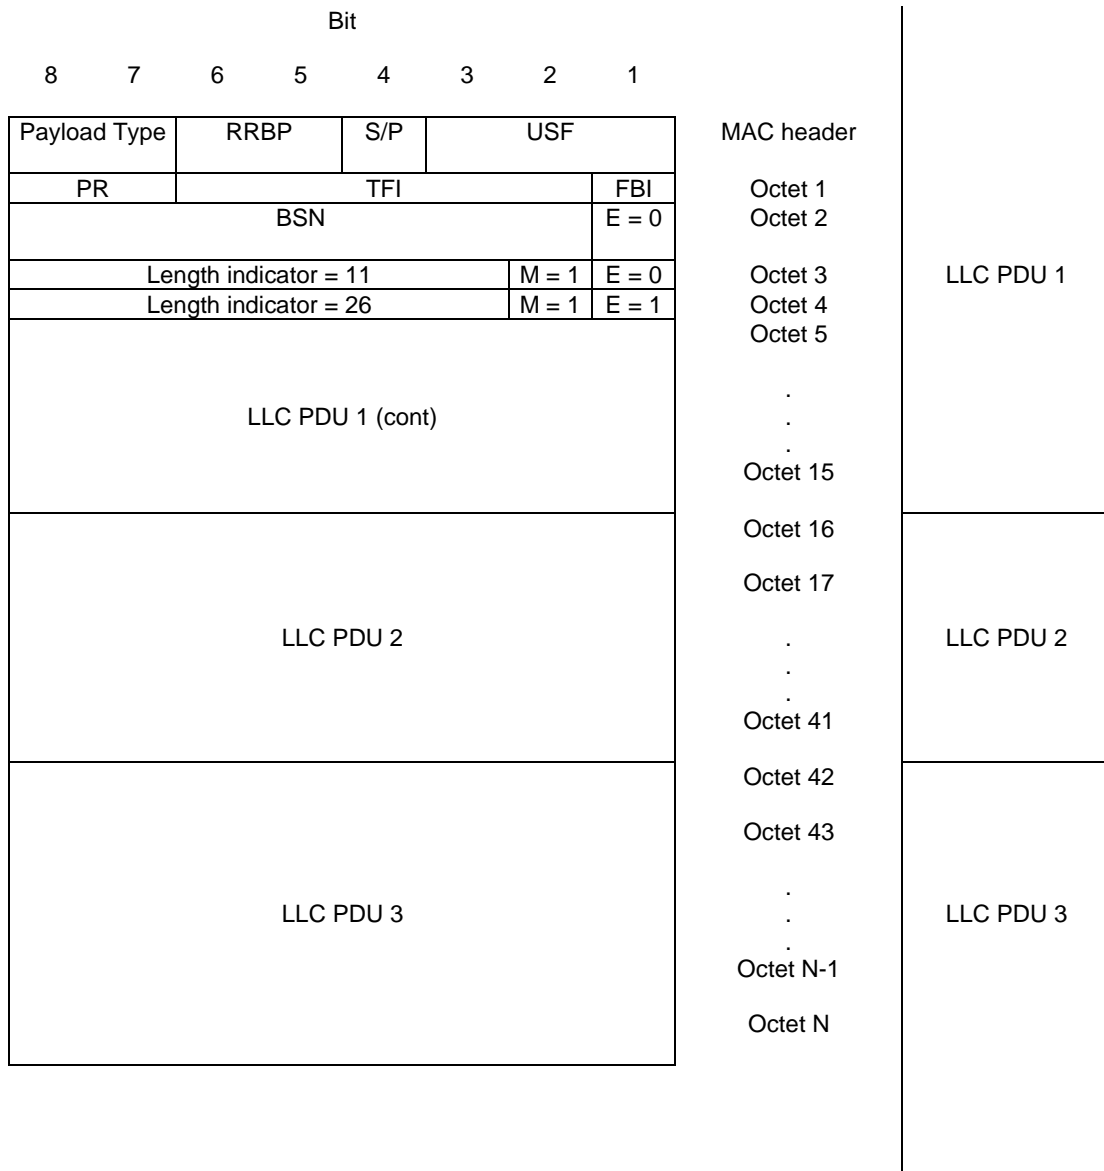 Bit
8 7 6 5 4 3 2 1
Payload Type RRBP S/P USF MAC header
PR TFI FBI Octet 1
BSN E = 0 Octet 2
Length indicator = 11 M = 1 E = 0 Octet 3 LLC PDU 1
Length indicator = 26 M = 1 E = 1 Octet 4
Octet 5
.
LLC PDU 1 (cont) .
.
Octet 15
Octet 16
Octet 17
LLC PDU 2 . LLC PDU 2
.
.
Octet 41
Octet 42
Octet 43
.
LLC PDU 3 . LLC PDU 3
.
Octet N-1
Octet N